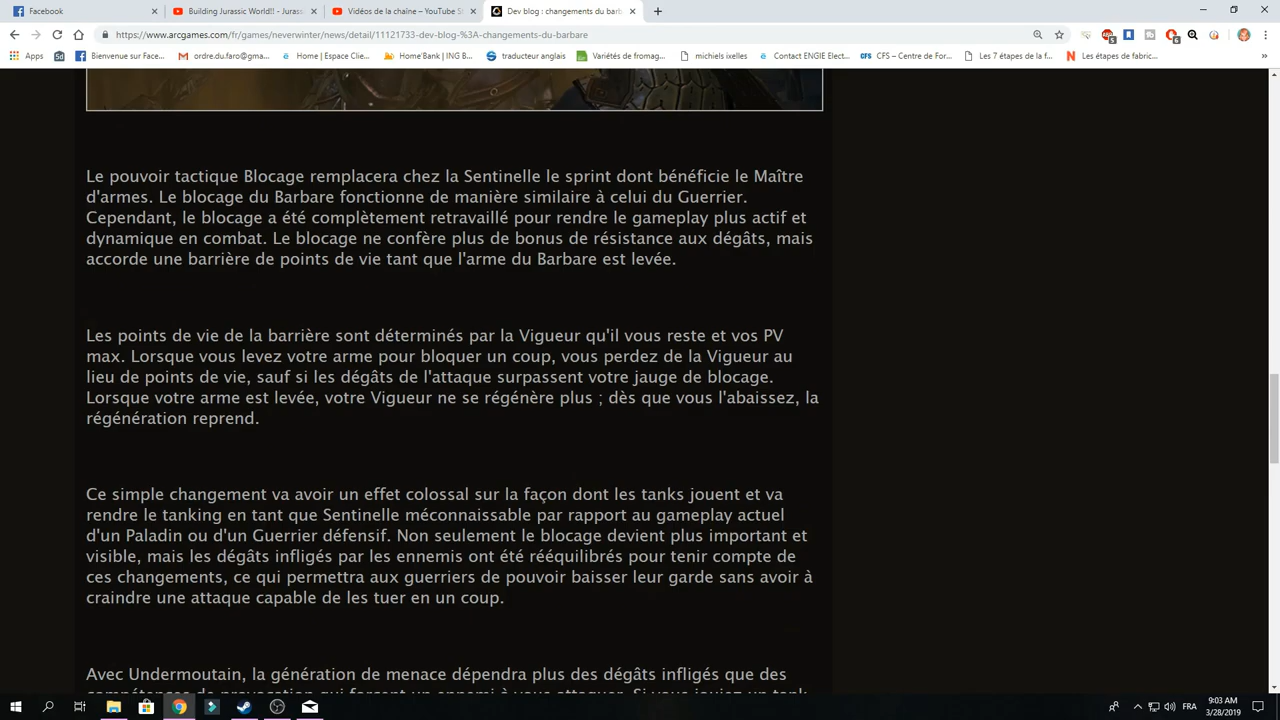 Facebook
Building Jurassic World!! - Juras
Vidéos de la chaîne – YouTube S
Dev blog : changements du barb
https://www.arcgames.com/fr/games/neverwinter/news/detail/11121733-dev-blog-%3A-changements-du-barbare
Apps
Bienvenue sur Face...
ordre.du.faro@gma...
Home | Espace Clie...
Home Bank | ING B...
traducteur anglais
Variétés de fromag...
michiels ixelles
Contact ENGIE Elect...
CFS – Centre de For...
Les 7 étapes de la f...
Les étapes de fabric...
Le pouvoir tactique Blocage remplacera chez la Sentinelle le sprint dont bénéficie le Maître
d'armes. Le blocage du Barbare fonctionne de manière similaire à celui du Guerrier.
Cependant, le blocage a été complètement retravaillé pour rendre le gameplay plus actif et
dynamique en combat. Le blocage ne confère plus de bonus de résistance aux dégâts, mais
accorde une barrière de points de vie tant que l'arme du Barbare est levée.
Les points de vie de la barrière sont déterminés par la Vigueur qu'il vous reste et vos PV
max. Lorsque vous levez votre arme pour bloquer un coup, vous perdez de la Vigueur au
lieu de points de vie, sauf si les dégâts de l'attaque surpassent votre jauge de blocage.
Lorsque votre arme est levée, votre Vigueur ne se régénère plus ; dès que vous l'abaissez, la
régénération reprend.
Ce simple changement va avoir un effet colossal sur la façon dont les tanks jouent et va
rendre le tanking en tant que Sentinelle méconnaissable par rapport au gameplay actuel
d'un Paladin ou d'un Guerrier défensif. Non seulement le blocage devient plus important et
visible, mais les dégâts infligés par les ennemis ont été rééquilibrés pour tenir compte de
ces changements, ce qui permettra aux guerriers de pouvoir baisser leur garde sans avoir à
craindre une attaque capable de les tuer en un coup.
Avec Undermoutain, la génération de menace dépendra plus des dégâts infligés que des
compétences de provocation qui forcent un ennemi à vous attaquer. Si vous jouiez un tank
FRA
9:03 AM
3/28/2019